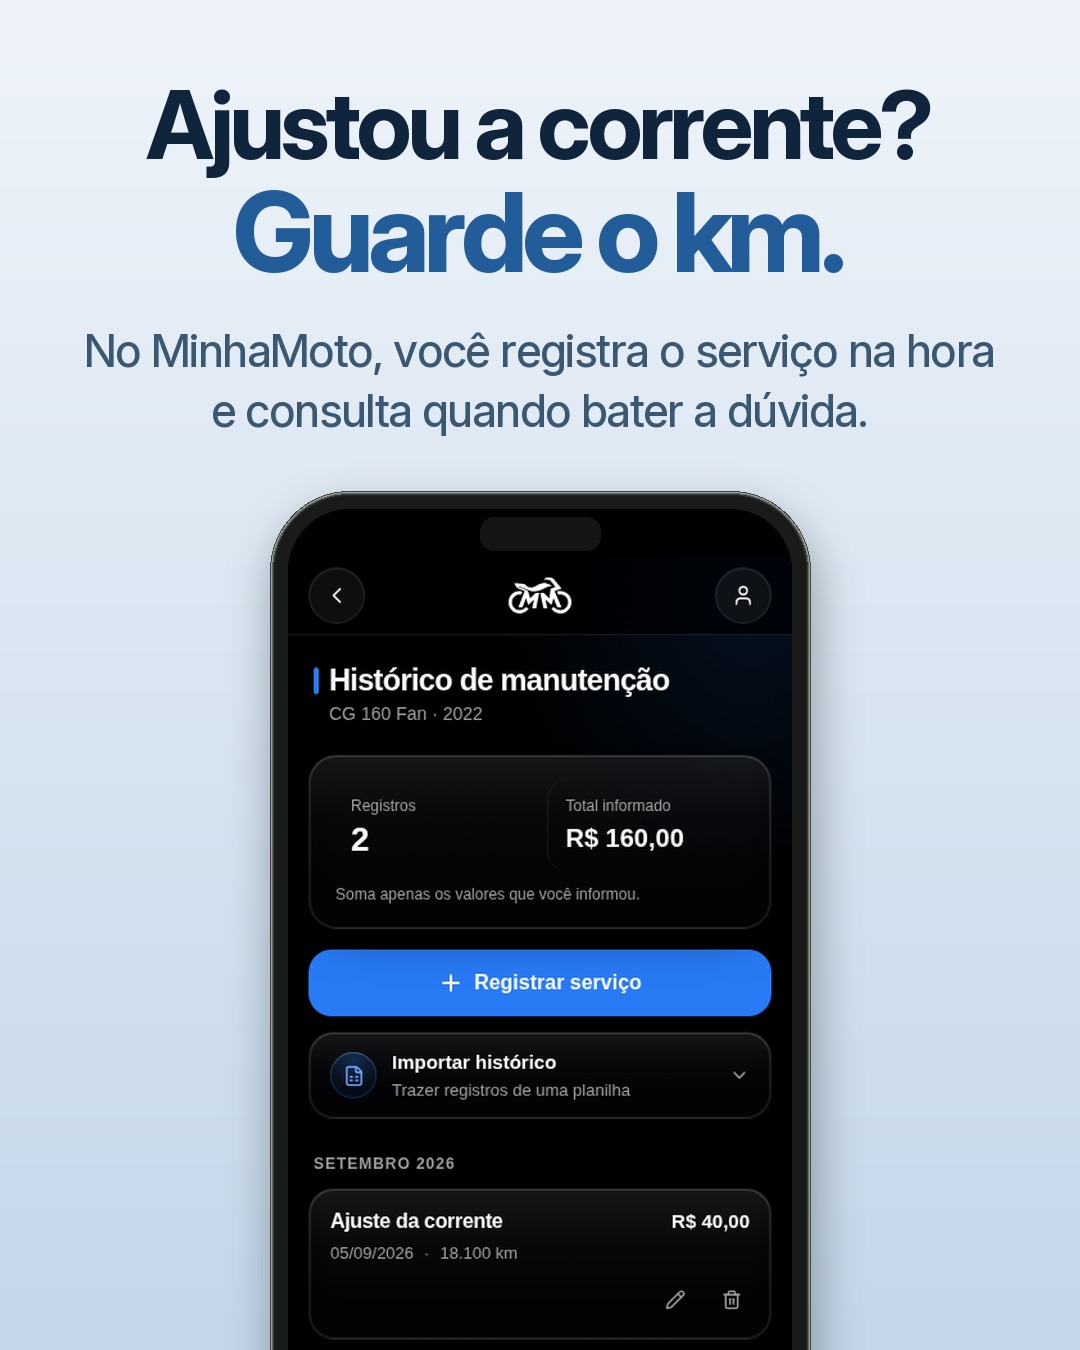 Ajustou a corrente?
Guarde o km.
No MinhaMoto, você registra o serviço na hora
e consulta quando bater a dúvida.
MM
Histórico de manutenção
CG 160 Fan · 2022
Registros
2
Total informado
R$ 160,00
Soma apenas os valores que você informou.
+ Registrar serviço
Importar histórico
Trazer registros de uma planilha
SETEMBRO 2026
Ajuste da corrente
R$ 40,00
05/09/2026 · 18.100 km